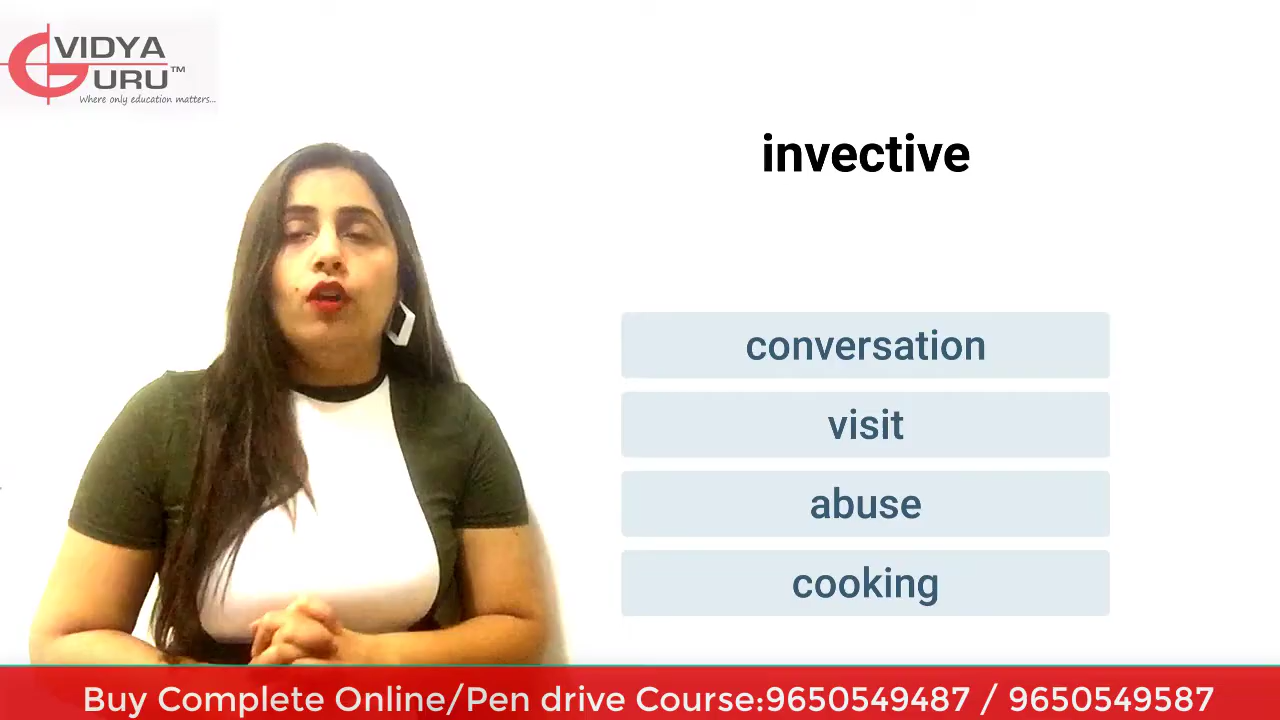 VIDYA
GURU™
Where only education matters...
invective
conversation
visit
abuse
cooking
Buy Complete Online/Pen drive Course:9650549487 / 9650549587